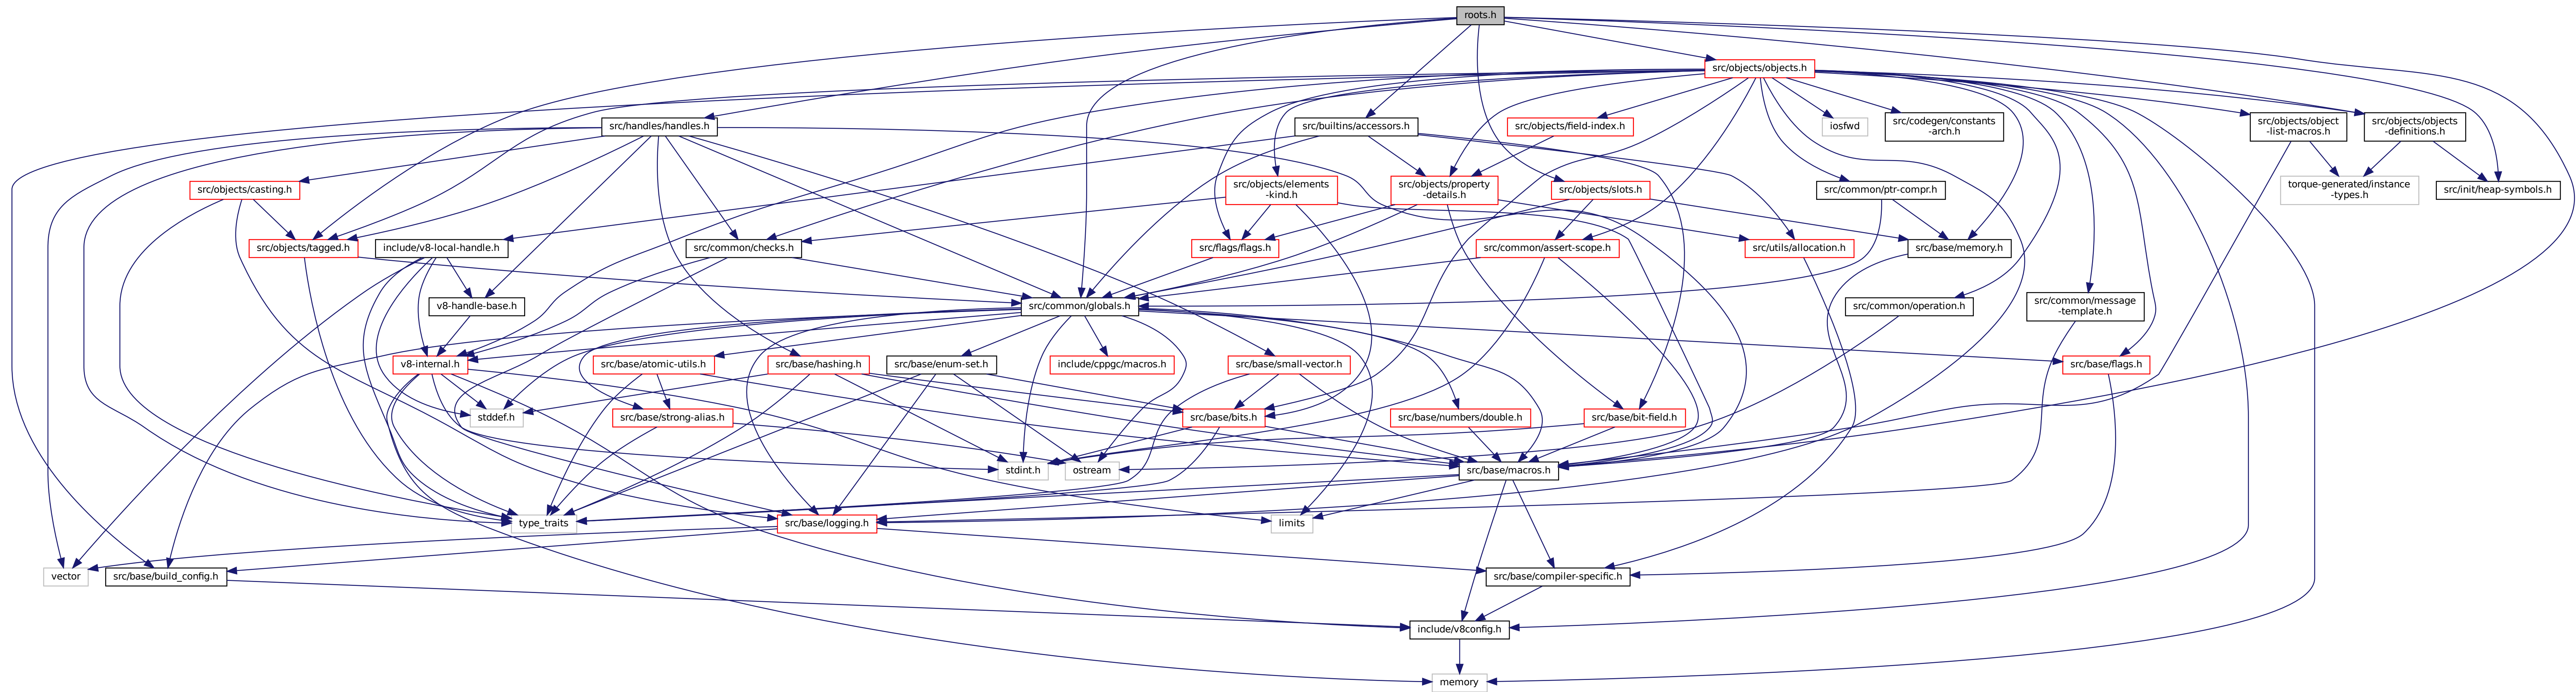 roots.h
src/objects/objects.h
src/handles/handles.h
src/builtins/accessors.h
src/objects/field-index.h
iosfwd
src/codegen/constants
-arch.h
src/objects/object
-list-macros.h
src/objects/objects
-definitions.h
src/objects/casting.h
src/objects/elements
-kind.h
src/objects/property
-details.h
src/objects/slots.h
src/common/ptr-compr.h
torque-generated/instance
-types.h
src/init/heap-symbols.h
src/objects/tagged.h
include/v8-local-handle.h
src/common/checks.h
src/flags/flags.h
src/common/assert-scope.h
src/utils/allocation.h
src/base/memory.h
v8-handle-base.h
src/common/globals.h
src/common/operation.h
src/common/message
-template.h
v8-internal.h
src/base/atomic-utils.h
src/base/hashing.h
src/base/enum-set.h
include/cppgc/macros.h
src/base/small-vector.h
src/base/flags.h
stddef.h
src/base/strong-alias.h
src/base/bits.h
src/base/numbers/double.h
src/base/bit-field.h
stdint.h
ostream
src/base/macros.h
type_traits
src/base/logging.h
limits
vector
src/base/build_config.h
src/base/compiler-specific.h
include/v8config.h
memory